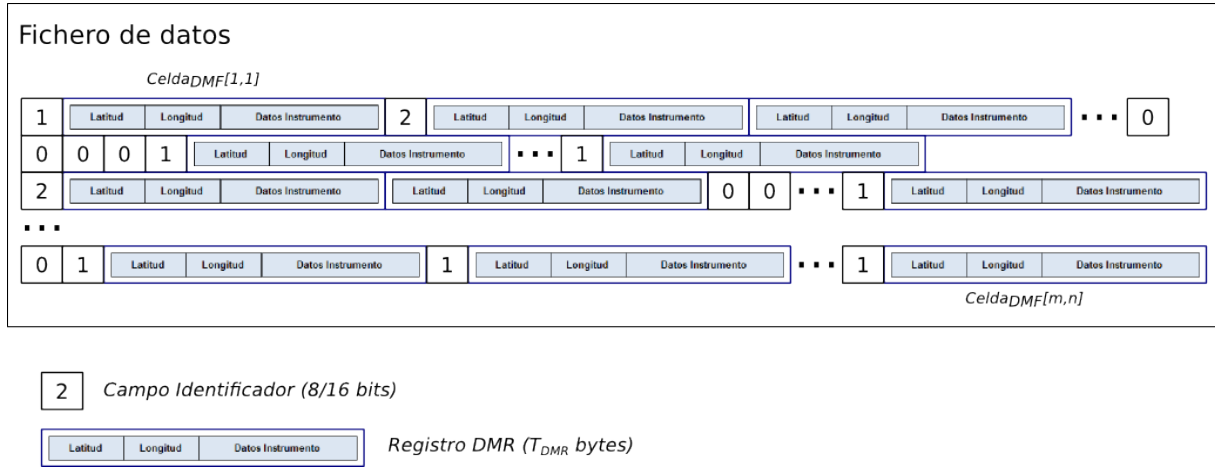 Fichero de datos
CeldaDMF[1,1]
1 Latitud Longitud Datos Instrumento 2 Latitud Longitud Datos Instrumento Latitud Longitud Datos Instrumento ... 0
0 0 0 1 Latitud Longitud Datos Instrumento ... 1 Latitud Longitud Datos Instrumento
2 Latitud Longitud Datos Instrumento Latitud Longitud Datos Instrumento 0 0 ... 1 Latitud Longitud Datos Instrumento
...
0 1 Latitud Longitud Datos Instrumento 1 Latitud Longitud Datos Instrumento ... 1 Latitud Longitud Datos Instrumento
CeldaDMF[m,n]
2 Campo Identificador (8/16 bits)
Latitud Longitud Datos Instrumento Registro DMR (TDMR bytes)